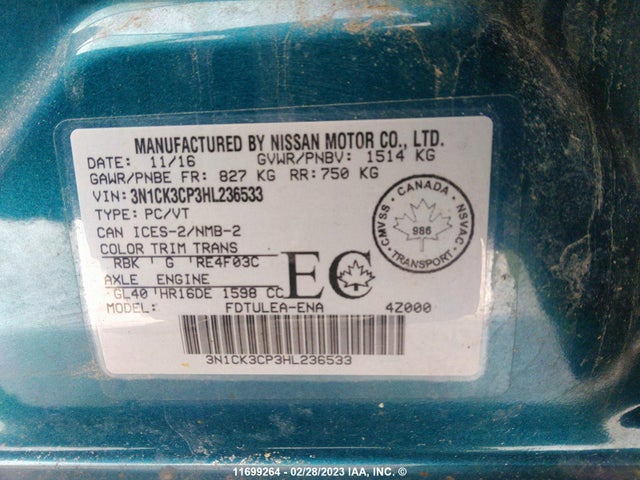 MANUFACTURED BY NISSAN MOTOR CO., LTD.
DATE: 11/16 GVWR/PNBV: 1514 KG
GAWR/PNBE FR: 827 KG RR: 750 KG
VIN: 3N1CK3CP3HL236533
TYPE: PC/VT
CAN ICES-2/NMB-2
COLOR TRIM TRANS
RBK ' G 'RE4F03C
AXLE ENGINE
GL40 'HR16DE 1598 CC
MODEL: FDTULEA-ENA 4Z000
EC
CANADA
CMVSS 986 NSVAC
TRANSPORT
3N1CK3CP3HL236533
11699264 - 02/28/2023 IAA, INC. ©